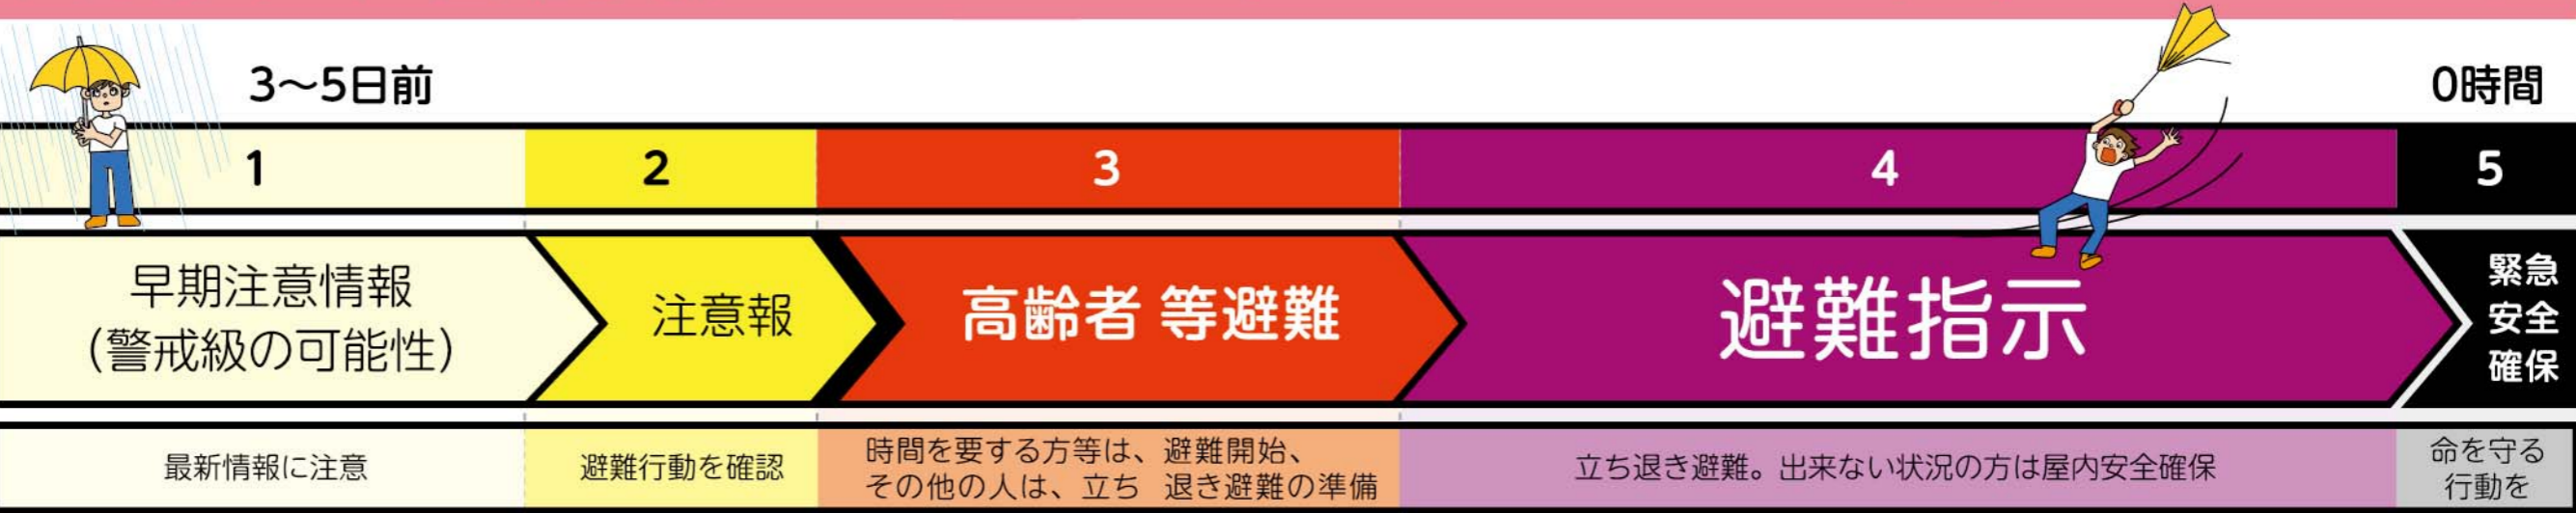 3～5日前
0時間
1
2
3
4
5
早期注意情報
（警戒級の可能性）
注意報
高齢者 等避難
避難指示
緊急
安全
確保
最新情報に注意
避難行動を確認
時間を要する方等は、避難開始、
その他の人は、立ち 退き避難の準備
立ち退き避難。出来ない状況の方は屋内安全確保
命を守る
行動を